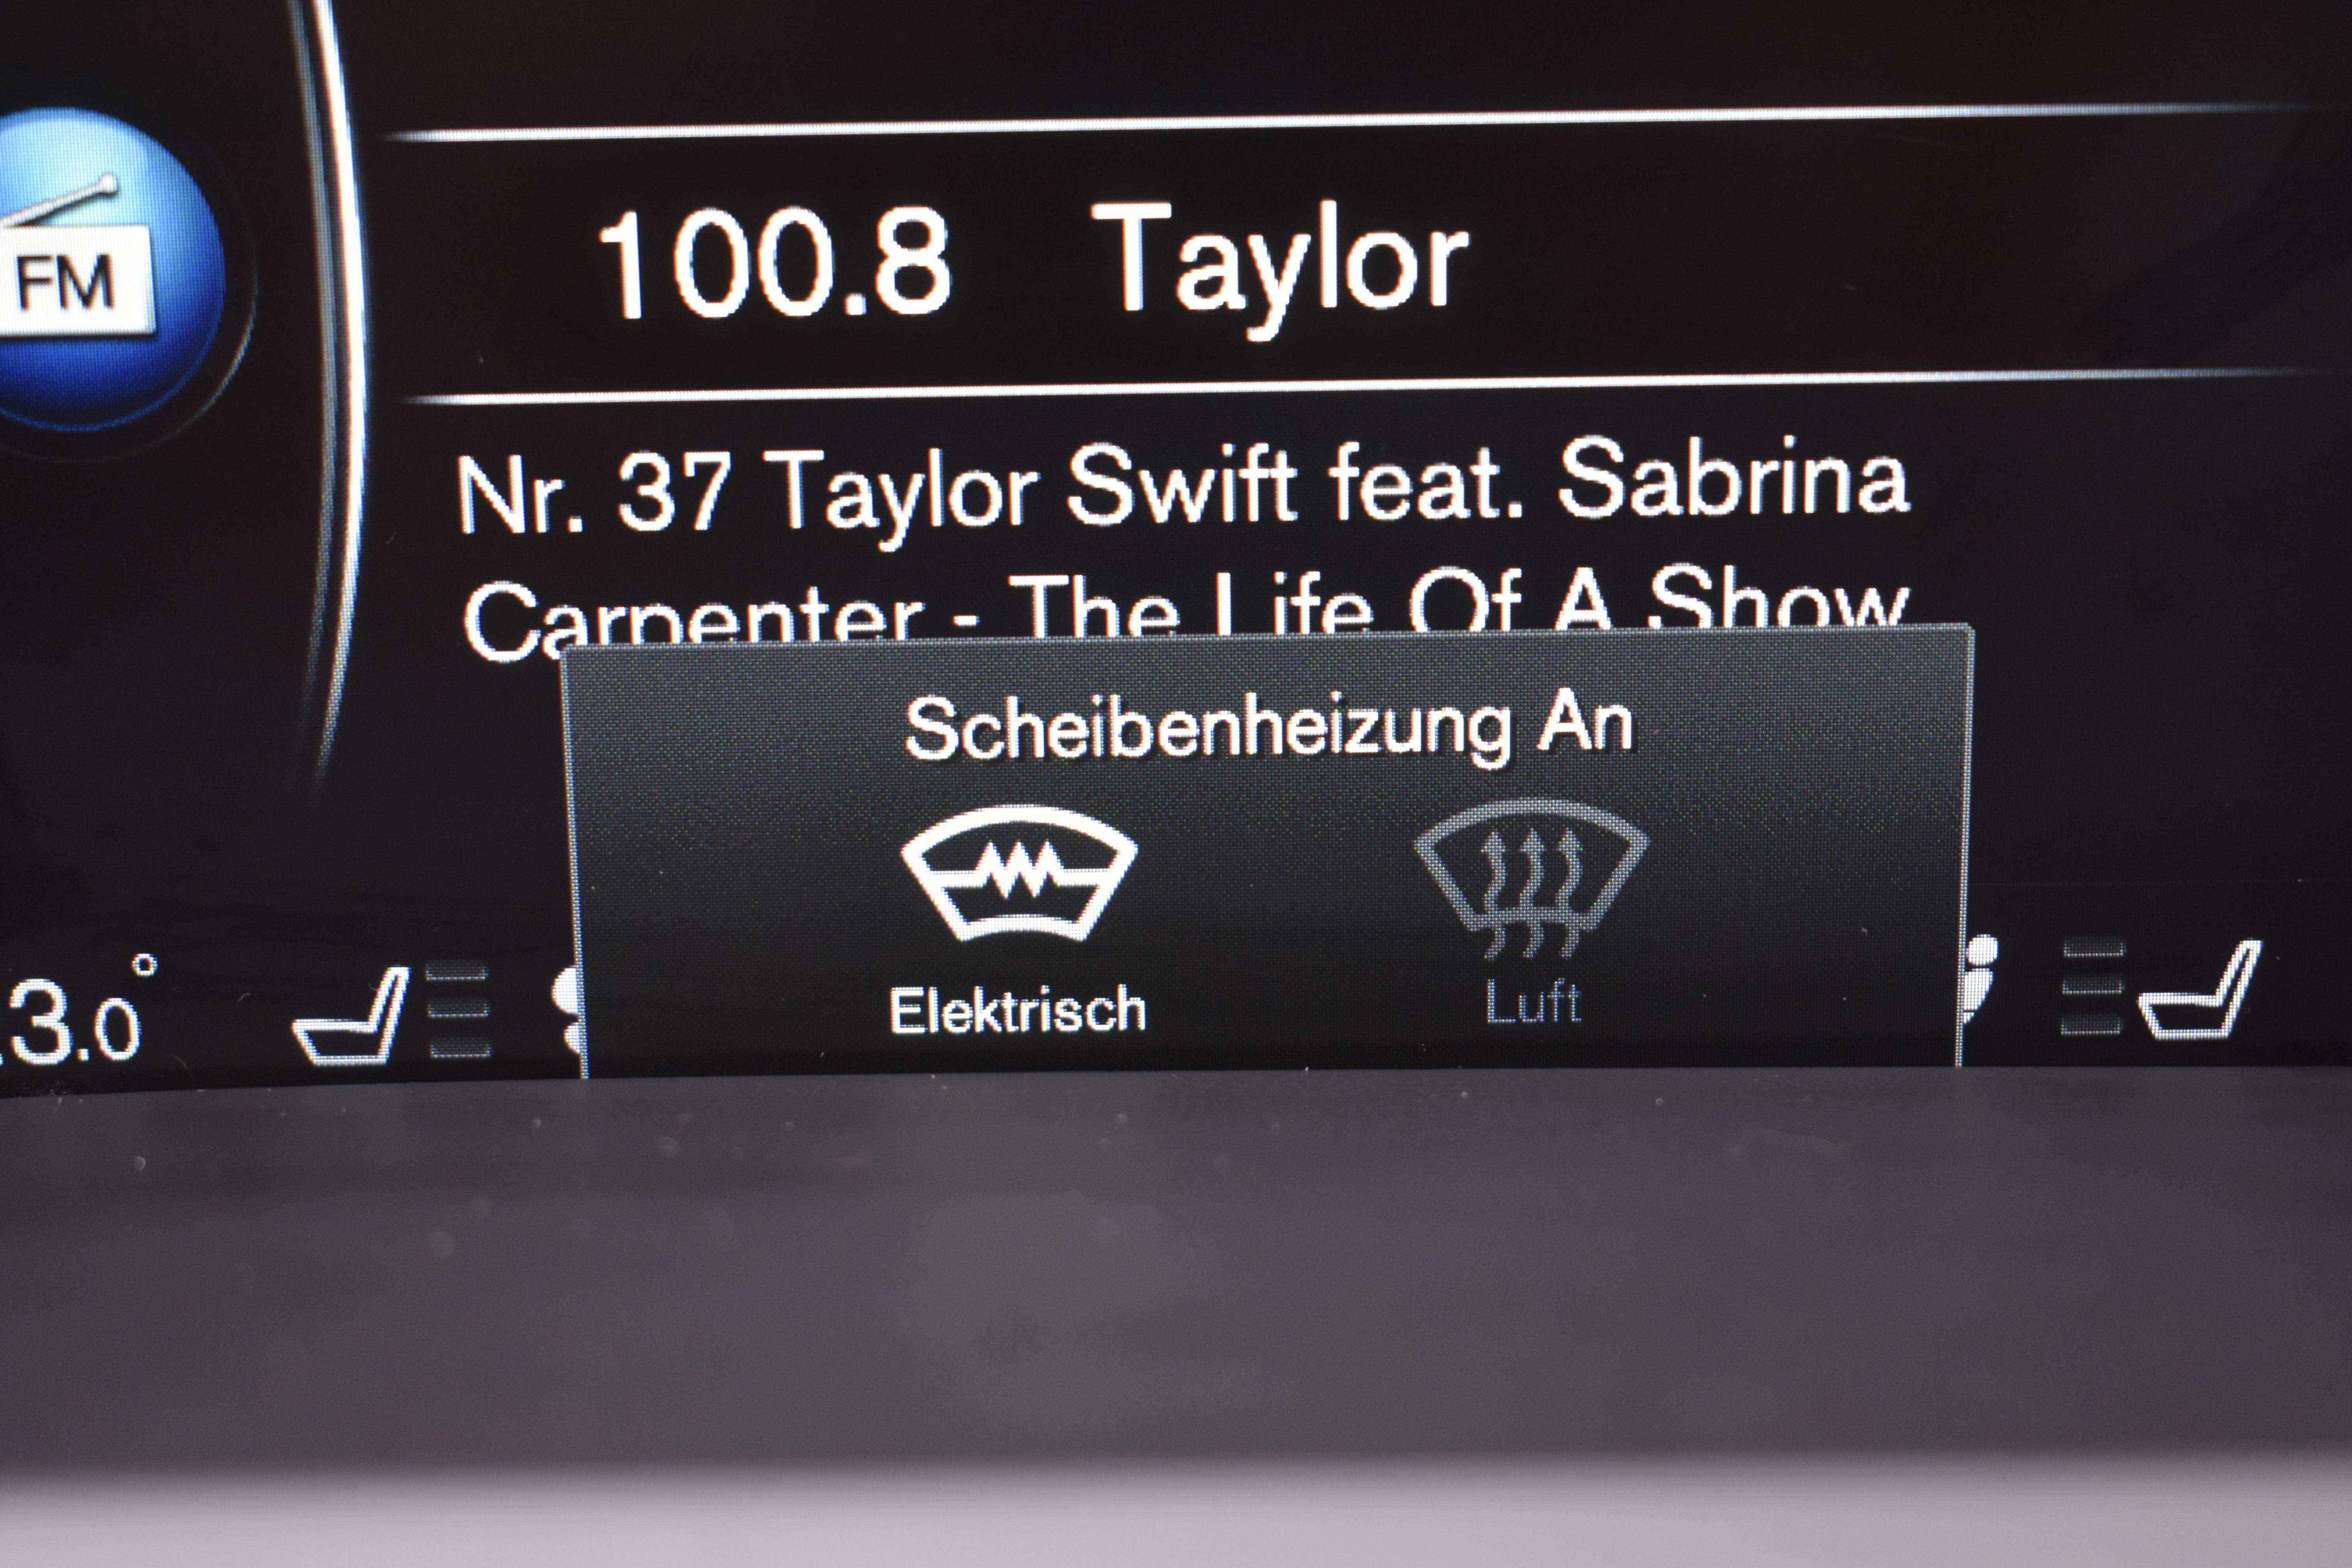 FM
100.8 Taylor
Nr. 37 Taylor Swift feat. Sabrina
Carpenter - The Life Of A Show
Scheibenheizung An
Elektrisch
Luft
3.0°